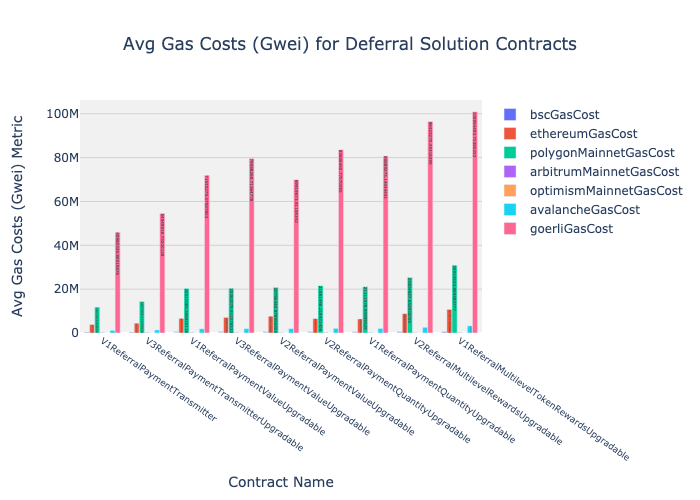 Avg Gas Costs (Gwei) for Deferral Solution Contracts
Avg Gas Costs (Gwei) Metric
100M
80M
60M
40M
20M
0
bscGasCost
ethereumGasCost
polygonMainnetGasCost
arbitrumMainnetGasCost
optimismMainnetGasCost
avalancheGasCost
goerliGasCost
V1ReferralPaymentTransmitter
V3ReferralPaymentTransmitterUpgradable
V1ReferralPaymentValueUpgradable
V3ReferralPaymentValueUpgradable
V2ReferralPaymentValueUpgradable
V2ReferralPaymentQuantityUpgradable
V1ReferralPaymentQuantityUpgradable
V2ReferralMultilevelRewardsUpgradable
V1ReferralMultilevelTokenRewardsUpgradable
Contract Name